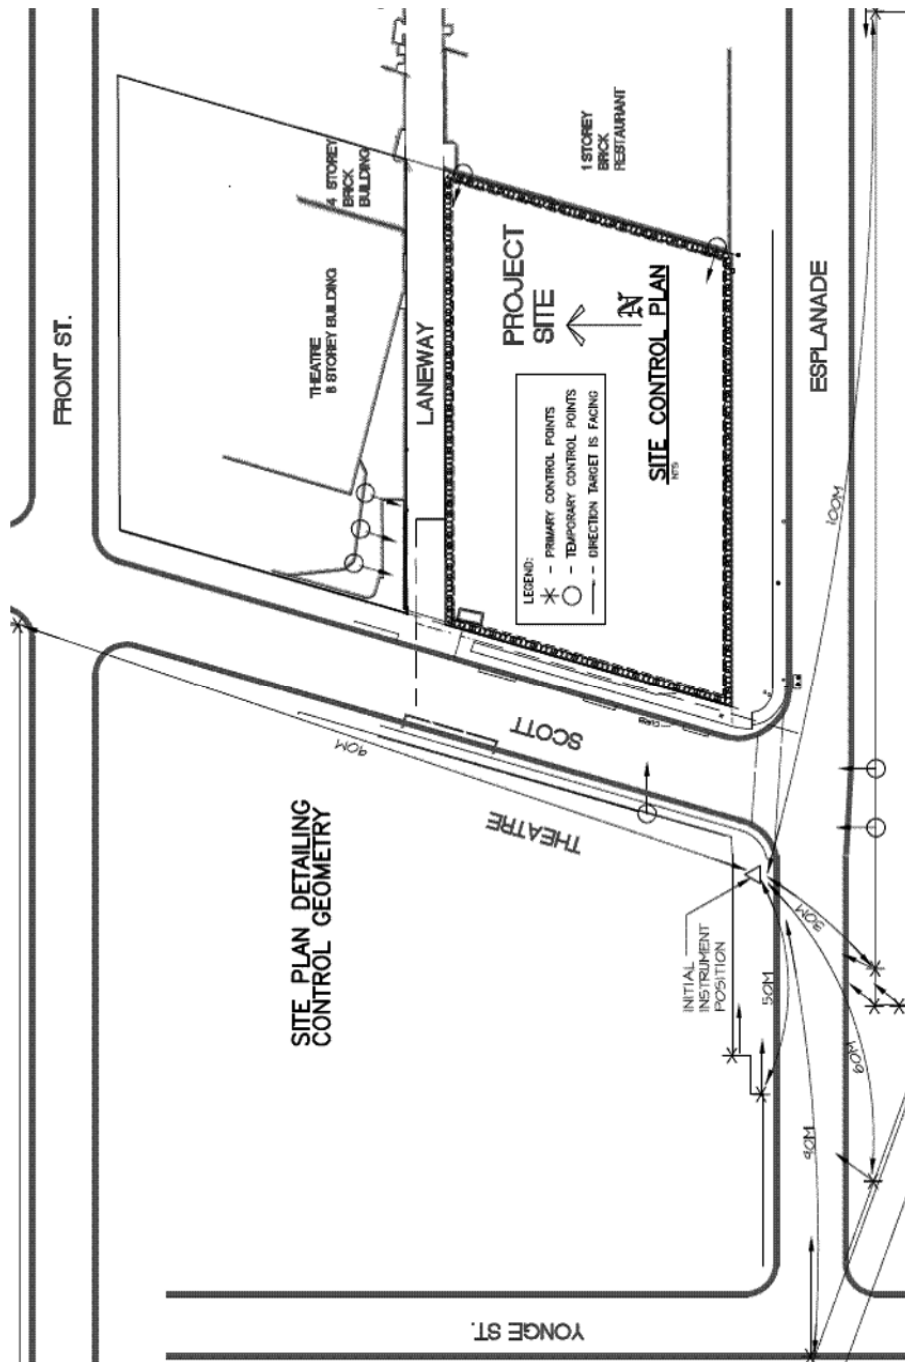 FRONT ST.
4 STOREY
BRICK
BUILDING
THEATRE
8 STOREY BUILDING
LANEWAY
1 STOREY
BRICK
RESTAURANT
PROJECT
SITE
N
SITE CONTROL PLAN
NTS
LEGEND:
- PRIMARY CONTROL POINTS
- TEMPORARY CONTROL POINTS
- DIRECTION TARGET IS FACING
ESPLANADE
100M
SCOTT
90M
THEATRE
SITE PLAN DETAILING
CONTROL GEOMETRY
INITIAL
INSTRUMENT
POSITION
50M
30M
60M
90M
YONGE ST.